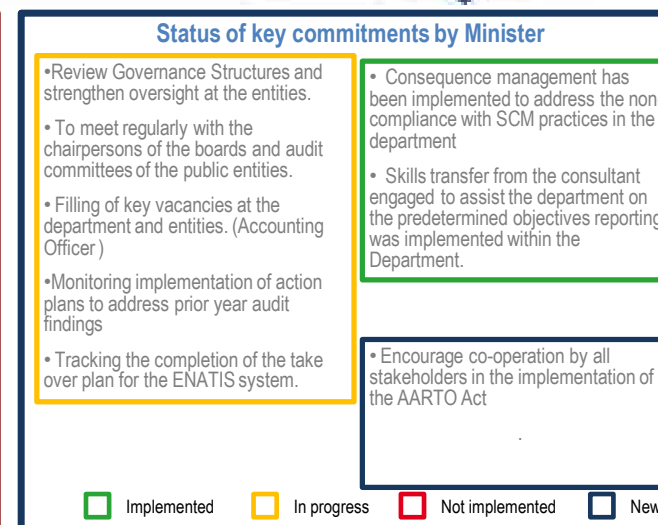 Status of key commitments by Minister
•Review Governance Structures and
strengthen oversight at the entities.
• To meet regularly with the
chairpersons of the boards and audit
committees of the public entities.
• Filling of key vacancies at the
department and entities. (Accounting
Officer )
•Monitoring implementation of action
plans to address prior year audit
findings
• Tracking the completion of the take
over plan for the ENATIS system.
• Consequence management has
been implemented to address the non
compliance with SCM practices in the
department
• Skills transfer from the consultant
engaged to assist the department on
the predetermined objectives reporting
was implemented within the
Department.
• Encourage co-operation by all
stakeholders in the implementation of
the AARTO Act
.
Implemented In progress Not implemented New